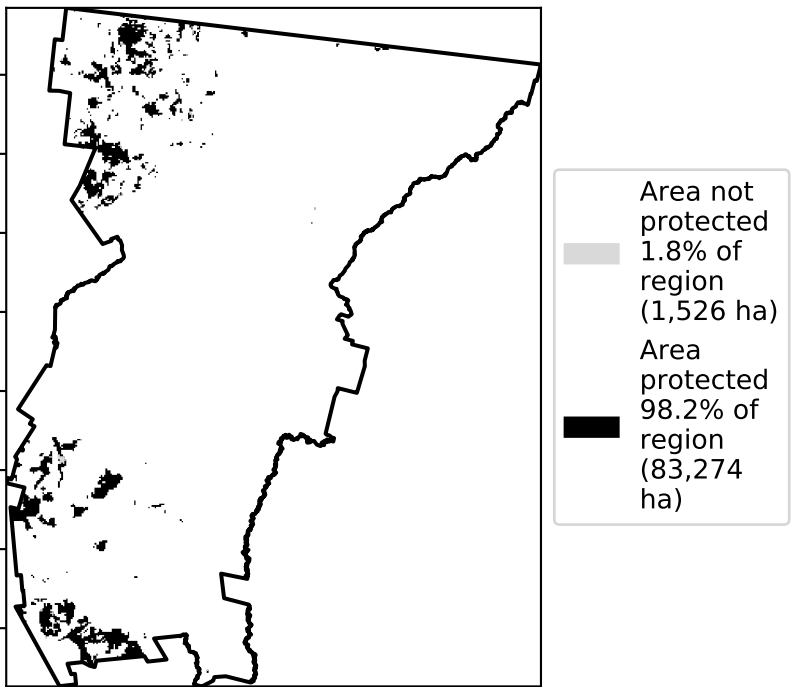 Area not
protected
1.8% of
region
(1,526 ha)
Area
protected
98.2% of
region
(83,274
ha)